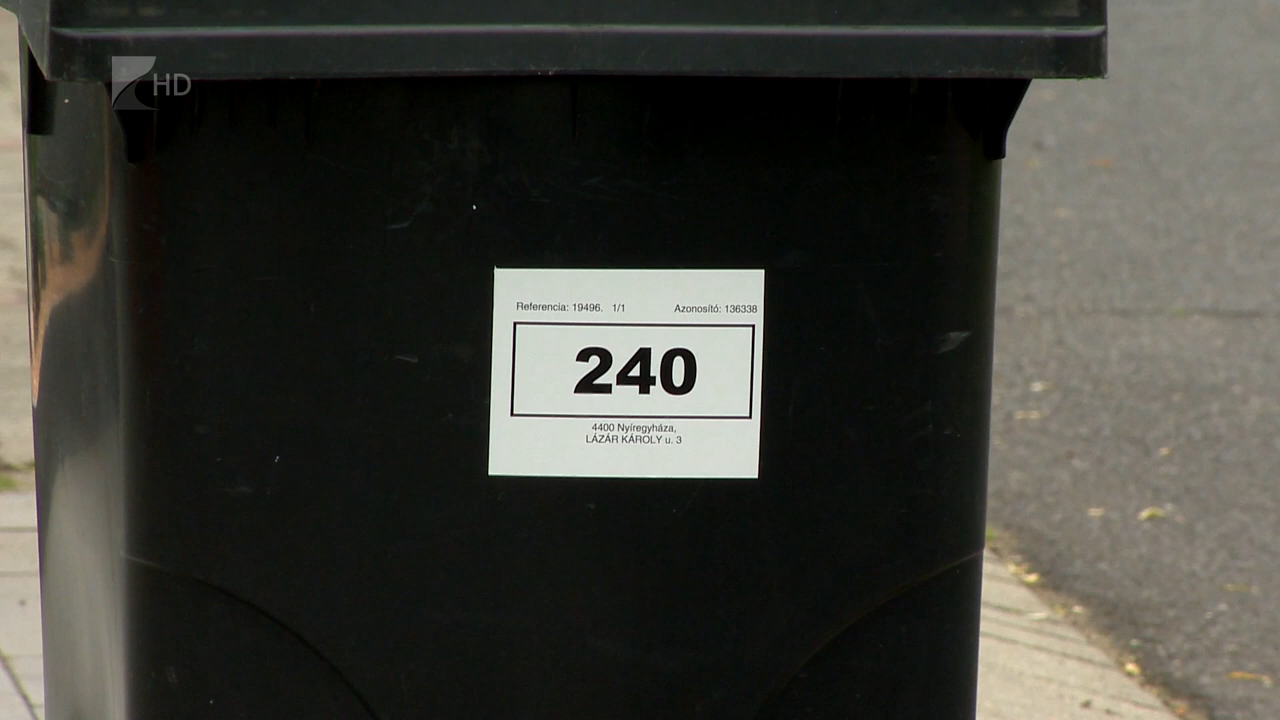 HD
Referencia: 19496. 1/1 Azonosító: 136338
240
4400 Nyíregyháza,
LÁZÁR KÁROLY u. 3